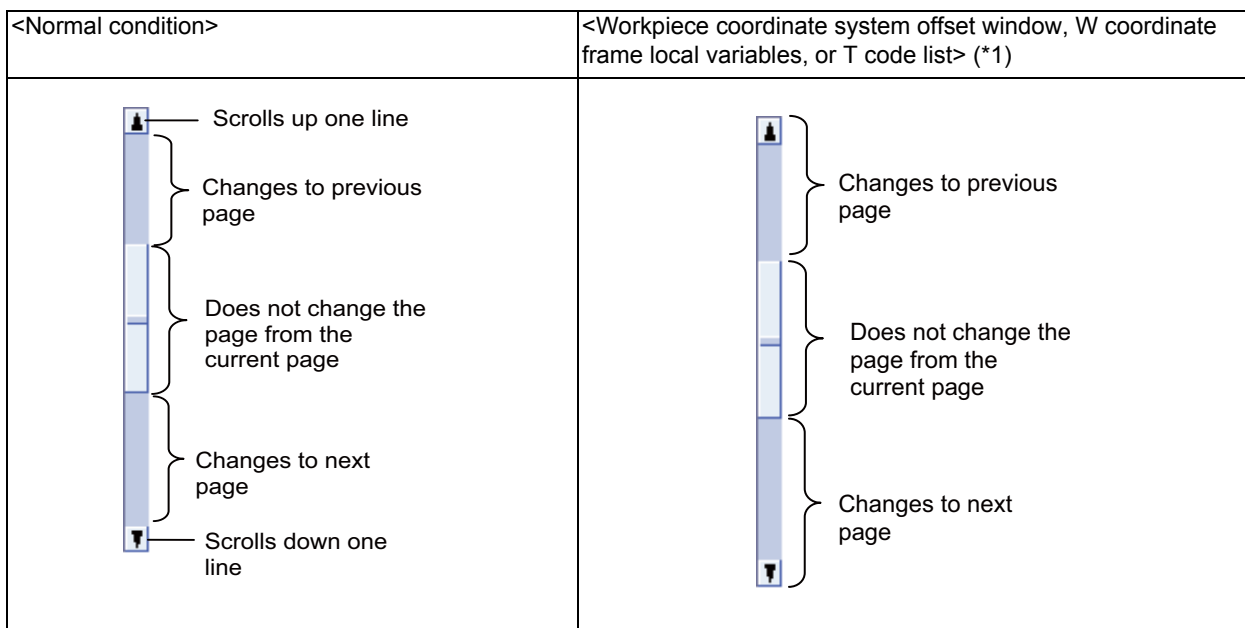 <Normal condition>
<Workpiece coordinate system offset window, W coordinate
frame local variables, or T code list> (*1)
Scrolls up one line
Changes to previous
page
Does not change the
page from the
current page
Changes to next
page
Scrolls down one
line
Changes to previous
page
Does not change the
page from the
current page
Changes to next
page